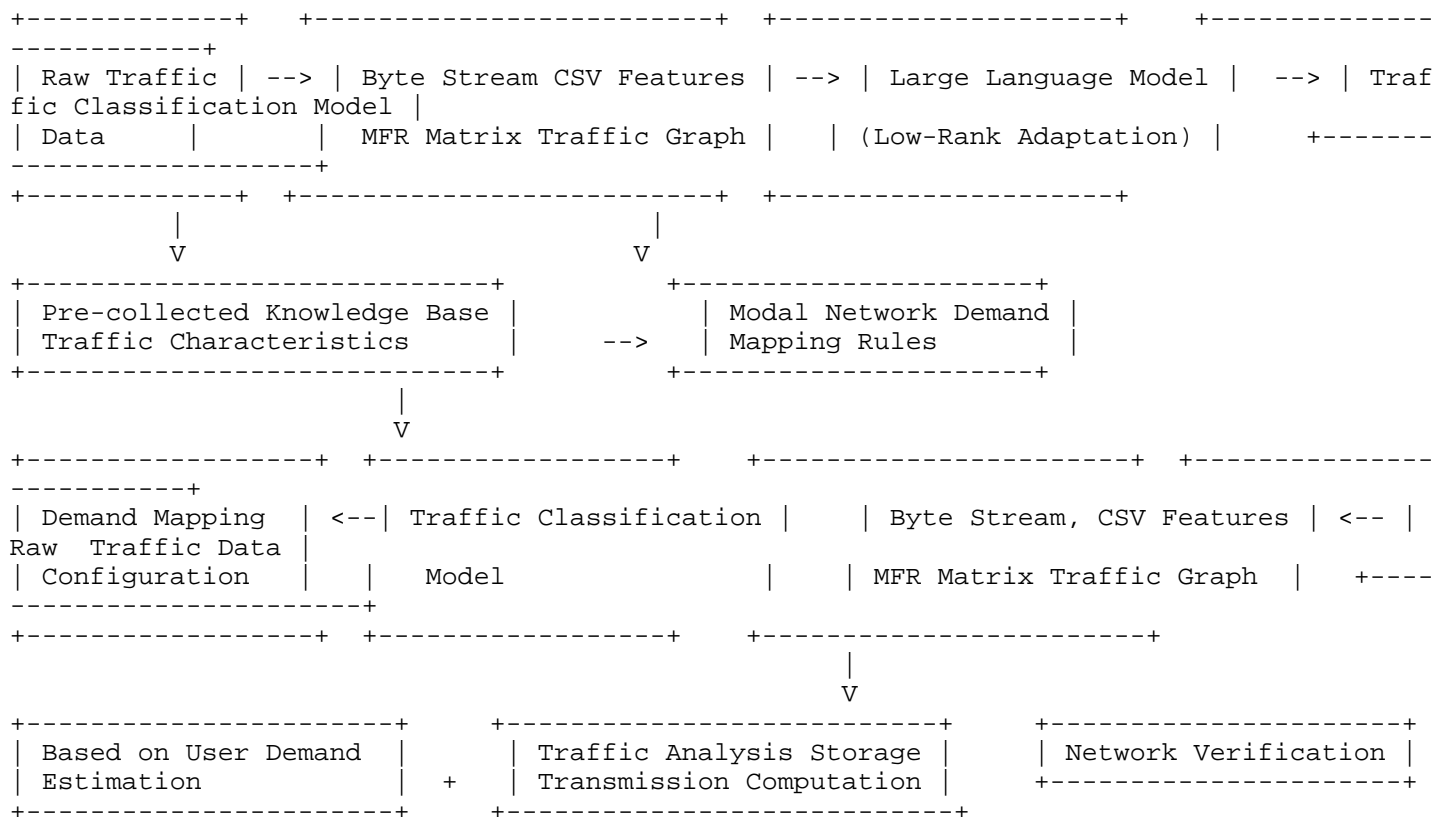 +-------------+   +-------------------------+  +---------------------+     +--------------
------------+
| Raw Traffic | --> | Byte Stream CSV Features | --> | Large Language Model |  --> | Traf
fic Classification Model |
| Data     |       |  MFR Matrix Traffic Graph |   | (Low-Rank Adaptation) |     +-------
-------------------+
+-------------+  +--------------------------+  +---------------------+
          |                             |
          V                            V
+-----------------------------+            +----------------------+
| Pre-collected Knowledge Base |            | Modal Network Demand |
| Traffic Characteristics      |     -->   | Mapping Rules        |
+-----------------------------+            +----------------------+
                        |
                        V
+------------------+  +------------------+     +-----------------------+  +---------------
-----------+
| Demand Mapping  | <--| Traffic Classification |    | Byte Stream, CSV Features | <-- |
Raw  Traffic Data |
| Configuration   |   |   Model               |    | MFR Matrix Traffic Graph  |   +----
----------------------+
+------------------+  +------------------+     +------------------------+
                                                    |
                                                    V
+-----------------------+     +---------------------------+     +----------------------+
| Based on User Demand  |      | Traffic Analysis Storage |      | Network Verification |
| Estimation            |  +   | Transmission Computation |      +----------------------+
+-----------------------+     +----------------------------+